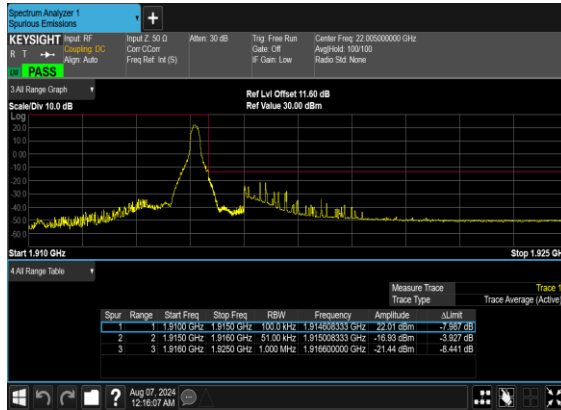 Spectrum Analyzer 1
Spurious Emissions
KEYSIGHT Input: RF Input Z: 50 Ω Atten: 30 dB Trig: Free Run Center Freq: 22.005000000 GHz
R T Coupling: DC Corr CCorr Gate: Off Avg|Hold: 100/100
Align: Auto Freq Ref: Int (S) IF Gain: Low Radio Std: None
PASS
3 All Range Graph
Ref Lvl Offset 11.60 dB
Scale/Div 10.0 dB Ref Value 30.00 dBm
Log
20.0
10.0
0.00
-10.0
-20.0
-30.0
-40.0
-50.0
-60.0
Start 1.910 GHz Stop 1.925 GH
4 All Range Table
Measure Trace Trace 1
Trace Type Trace Average (Active)
Spur Range Start Freq Stop Freq RBW Frequency Amplitude ΔLimit
1 1 1.9100 GHz 1.9150 GHz 100.0 kHz 1.914608333 GHz 22.01 dBm -7.987 dB
2 2 1.9150 GHz 1.9160 GHz 51.00 kHz 1.915008333 GHz -16.93 dBm -3.927 dB
3 3 1.9160 GHz 1.9250 GHz 1.000 MHz 1.916600000 GHz -21.44 dBm -8.441 dB
Aug 07, 2024
12:16:07 AM